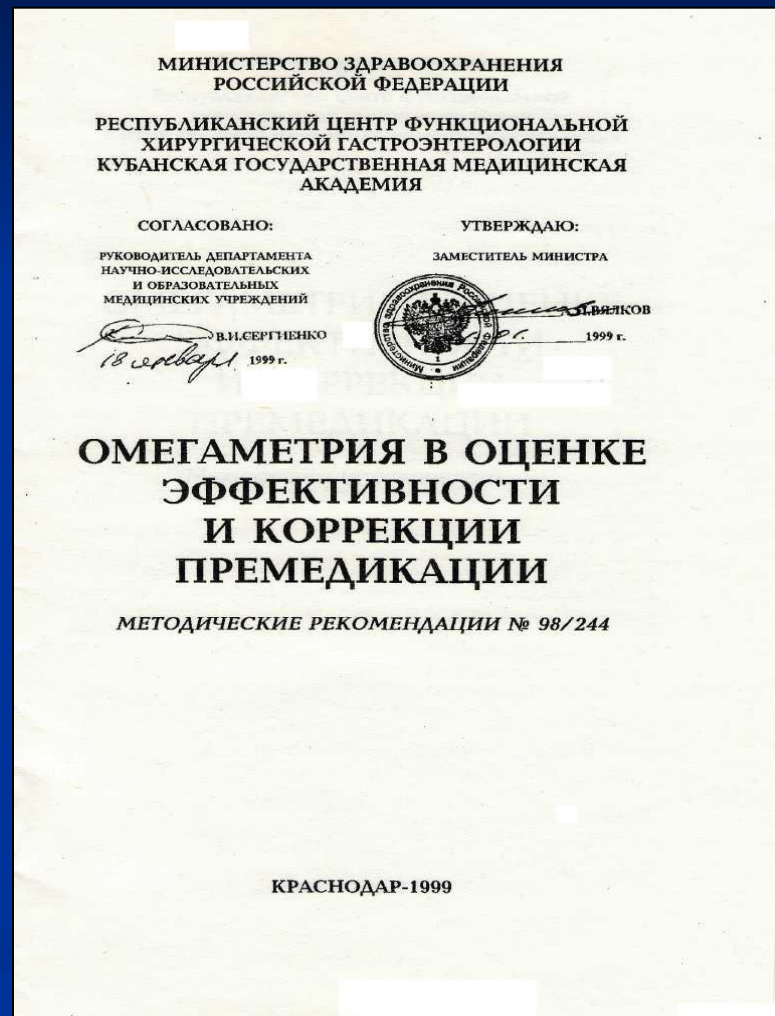 МИНИСТЕРСТВО ЗДРАВООХРАНЕНИЯ
РОССИЙСКОЙ ФЕДЕРАЦИИ
РЕСПУБЛИКАНСКИЙ ЦЕНТР ФУНКЦИОНАЛЬНОЙ
ХИРУРГИЧЕСКОЙ ГАСТРОЭНТЕРОЛОГИИ
КУБАНСКАЯ ГОСУДАРСТВЕННАЯ МЕДИЦИНСКАЯ
АКАДЕМИЯ
СОГЛАСОВАНО:
РУКОВОДИТЕЛЬ ДЕПАРТАМЕНТА
НАУЧНО-ИССЛЕДОВАТЕЛЬСКИХ
И ОБРАЗОВАТЕЛЬНЫХ
МЕДИЦИНСКИХ УЧРЕЖДЕНИЙ
В.И.СЕРГИЕНКО
18 января 1999 г.
УТВЕРЖДАЮ:
ЗАМЕСТИТЕЛЬ МИНИСТРА
ВЯЛКОВ
1999 г.
ОМЕГАМЕТРИЯ В ОЦЕНКЕ
ЭФФЕКТИВНОСТИ
И КОРРЕКЦИИ
ПРЕМЕДИКАЦИИ
МЕТОДИЧЕСКИЕ РЕКОМЕНДАЦИИ № 98/244
КРАСНОДАР-1999